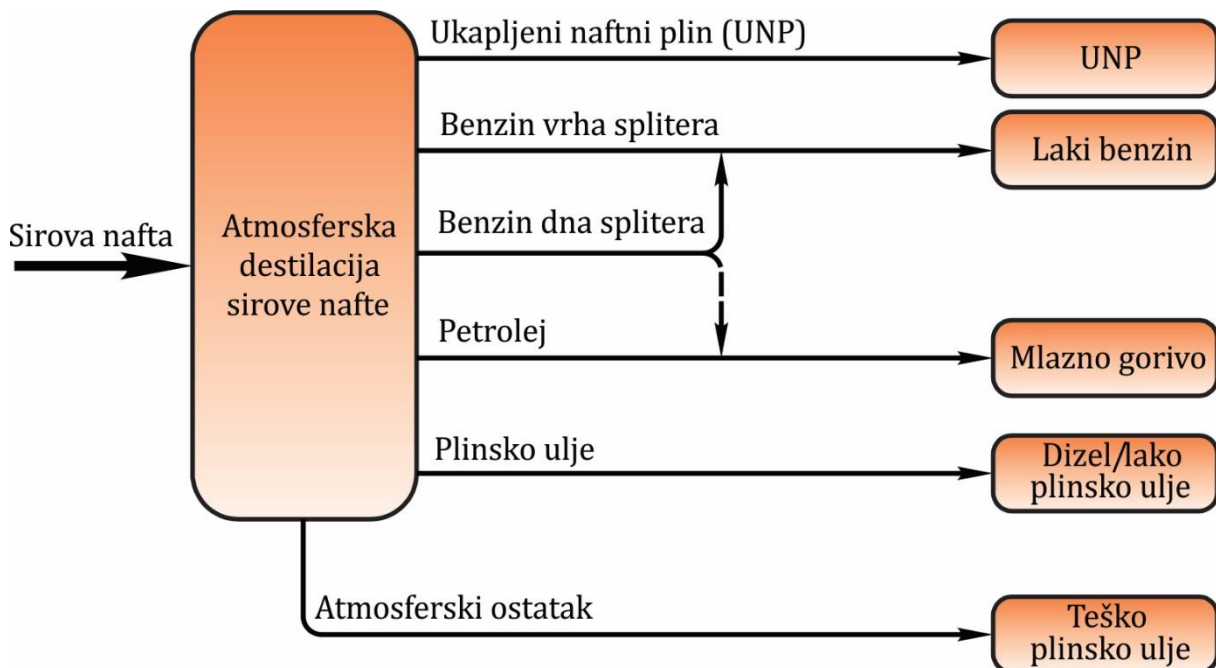 Ukapljeni naftni plin (UNP)
UNP
Benzin vrha splitera
Laki benzin
Benzin dna splitera
Sirova nafta
Atmosferska
destilacija
sirove nafte
Petrolej
Mlazno gorivo
Plinsko ulje
Dizel/lako
plinsko ulje
Atmosferski ostatak
Teško
plinsko ulje